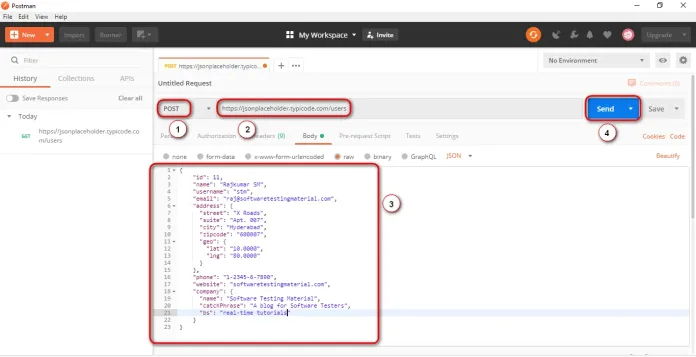 Postman
File Edit View Help
New Import Runner My Workspace Invite Upgrade
Filter
History Collections APIs
Save Responses Clear all
Today
GET https://jsonplaceholder.typicode.co
m/users
POST https://jsonplaceholder.typico...
No Environment
Untitled Request
Comments (0)
POST https://jsonplaceholder.typicode.com/users Send Save
1 2 4
Authorization Headers (9) Body Pre-request Script Tests Settings Cookies Code
none form-data x-www-form-urlencoded raw binary GraphQL JSON Beautify
3
1 {
2 "id": 11,
3 "name": "Rajkumar SM",
4 "username": "stm",
5 "email": "raj@softwaretestingmaterial.com",
6 "address": {
7 "street": "X Roads",
8 "suite": "Apt. 007",
9 "city": "Hyderabad",
10 "zipcode": "600007",
11 "geo": {
12 "lat": "10.0000",
13 "lng": "80.0000"
14 }
15 },
16 "phone": "1-2345-6-7890",
17 "website": "softwaretestingmaterial.com",
18 "company": {
19 "name": "Software Testing Material",
20 "catchPhrase": "A blog for Software Testers",
21 "bs": "real-time tutorials"
22 }
23 }